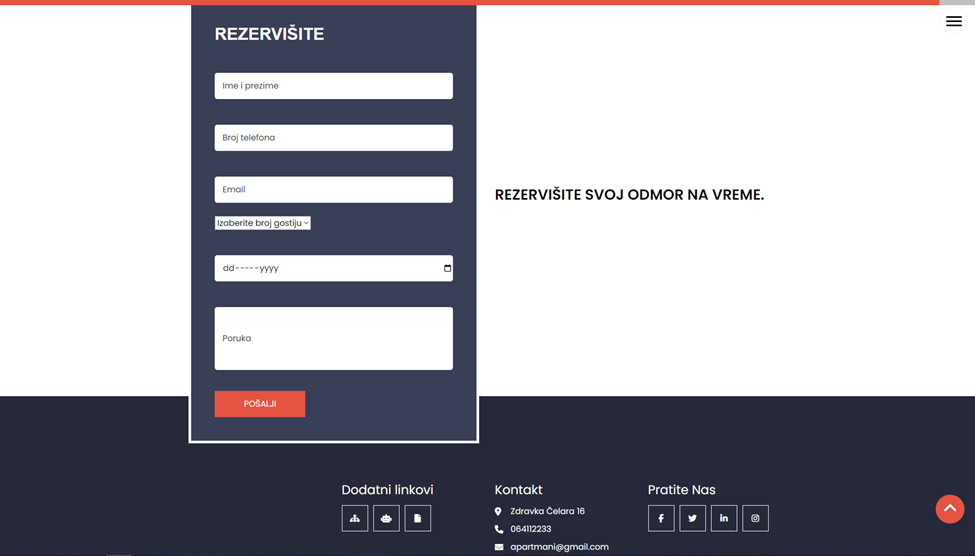 REZERVIŠITE
Ime i prezime
Broj telefona
Email
Izaberite broj gostiju
dd-----yyyy
Poruka
POŠALJI
REZERVIŠITE SVOJ ODMOR NA VREME.
Dodatni linkovi
Kontakt
Zdravka Čelara 16
064112233
apartmani@gmail.com
Pratite Nas